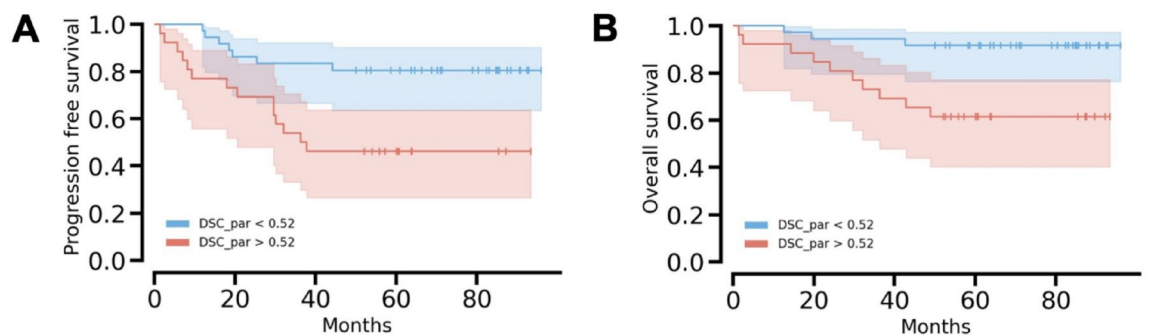 A
Progression free survival
1.0
0.8
0.6
0.4
0.2
0.0
DSC_par < 0.52
DSC_par > 0.52
0 20 40 60 80
Months
B
Overall survival
1.0
0.8
0.6
0.4
0.2
0.0
DSC_par < 0.52
DSC_par > 0.52
0 20 40 60 80
Months